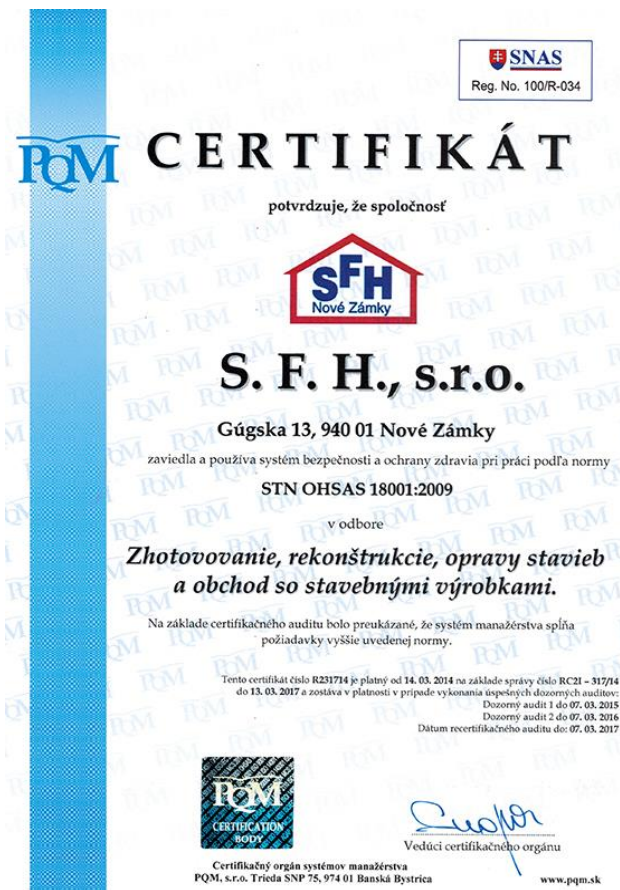 SNAS
Reg. No. 100/R-034
PQM
CERTIFIKÁT
potvrdzuje, že spoločnosť
SFH
Nové Zámky
S. F. H., s.r.o.
Gúgska 13, 940 01 Nové Zámky
zaviedla a používa systém bezpečnosti a ochrany zdravia pri práci podľa normy
STN OHSAS 18001:2009
v odbore
Zhotovovanie, rekonštrukcie, opravy stavieb
a obchod so stavebnými výrobkami.
Na základe certifikačného auditu bolo preukázané, že systém manažérstva spĺňa
požiadavky vyššie uvedenej normy.
Tento certifikát číslo R231714 je platný od 14. 03. 2014 na základe správy číslo RC21 – 317/14
do 13. 03. 2017 a zostáva v platnosti v prípade vykonania úspešných dozorných auditov:
Dozorný audit 1 do 07. 03. 2015
Dozorný audit 2 do 07. 03. 2016
Dátum recertifikačného auditu do: 07. 03. 2017
PQM
CERTIFICATION
BODY
Vedúci certifikačného orgánu
Certifikačný orgán systémov manažérstva
PQM, s.r.o. Trieda SNP 75, 974 01 Banská Bystrica
www.pqm.sk